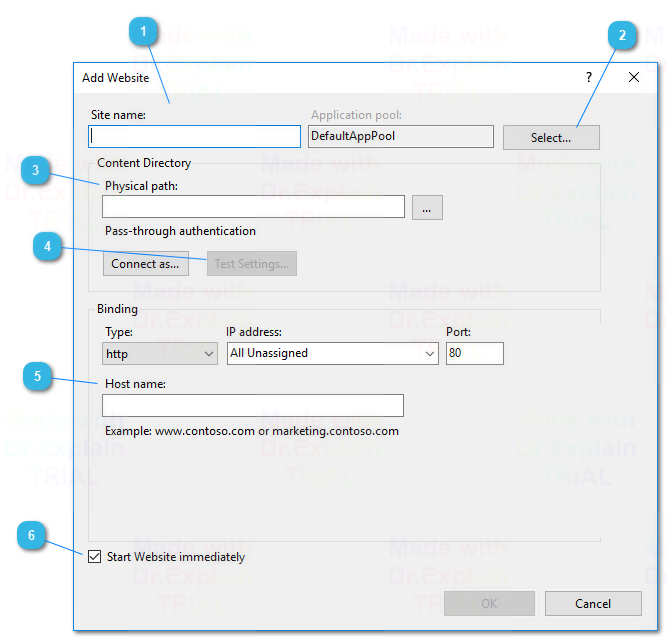 1
2
Add Website
?
Site name:
Application pool:
DefaultAppPool
Select...
Content Directory
3
Physical path:
...
Pass-through authentication
4
Connect as...
Test Settings...
Binding
Type:
IP address:
Port:
http
All Unassigned
80
5
Host name:
Example: www.contoso.com or marketing.contoso.com
6
Start Website immediately
OK
Cancel
Made with
Dr.Explain
TRIAL